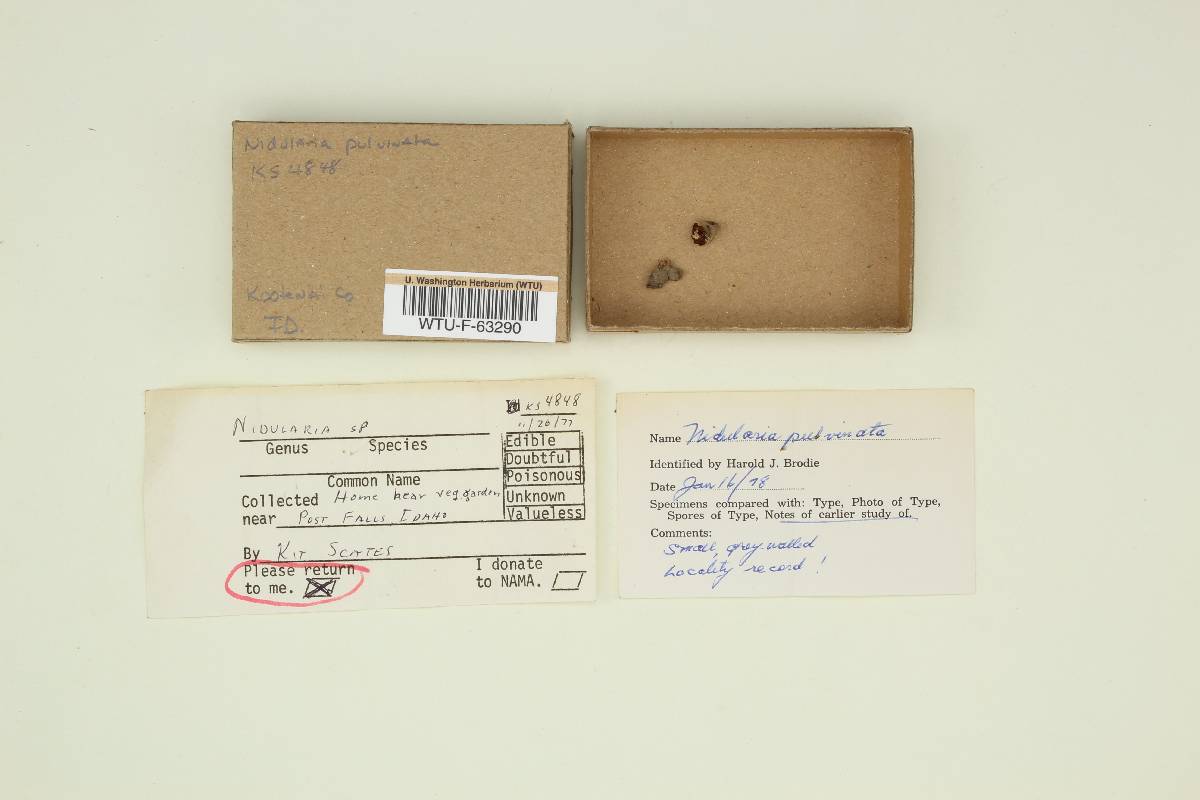 Nidularia pulvinata
KS 4848
Kootenai Co
ID.
U. Washington Herbarium (WTU)
WTU-F-63290
KS 4848
11/20/77
NIDULARIA SP
Genus Species
Common Name
Collected Home near veg garden
near POST FALLS, IDAHO
By KIT SCATES
Please return
to me.
I donate
to NAMA.
Edible
Doubtful
Poisonous
Unknown
Valueless
Name Nidularia pulvinata
Identified by Harold J. Brodie
Date Jan 16/78
Specimens compared with: Type, Photo of Type,
Spores of Type, Notes of earlier study of.
Comments:
Small, grey walled
Locality record!